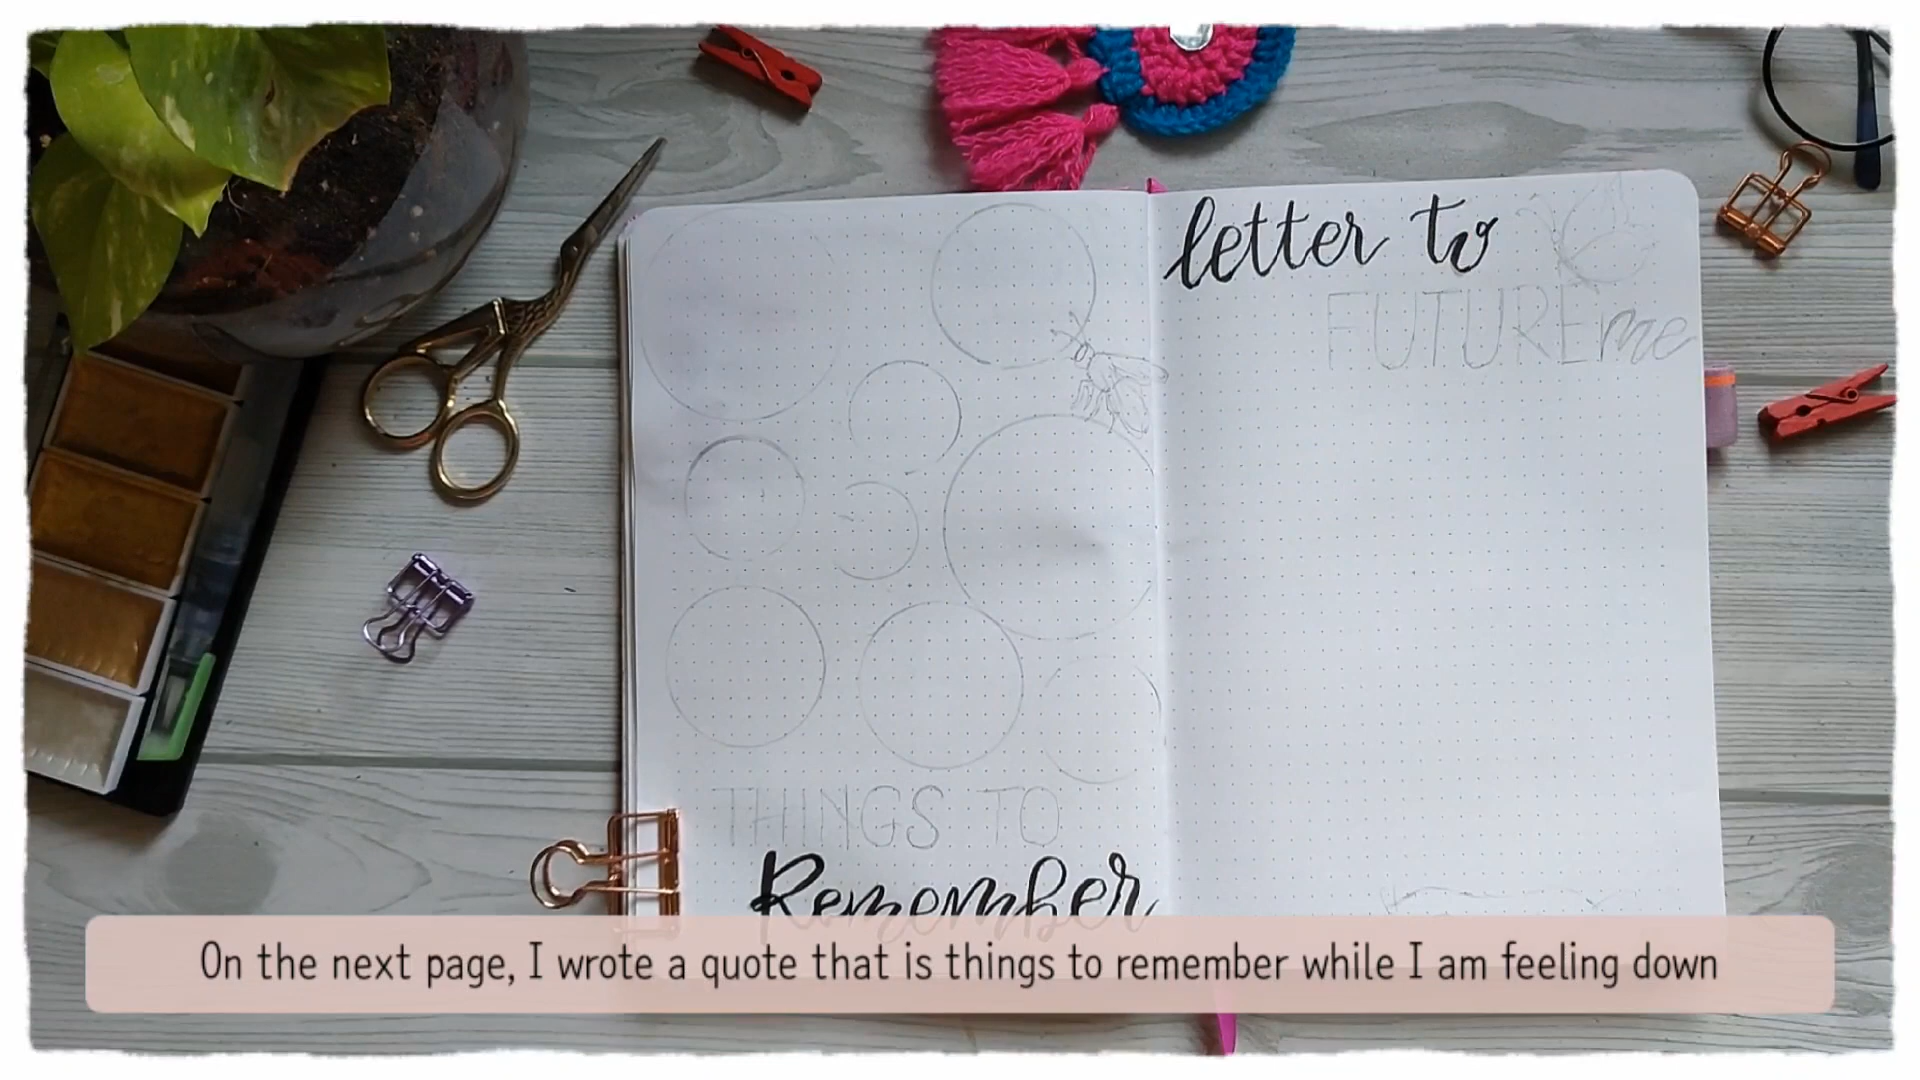 THINGS TO
Remember
letter to
FUTURE me
On the next page, I wrote a quote that is things to remember while I am feeling down